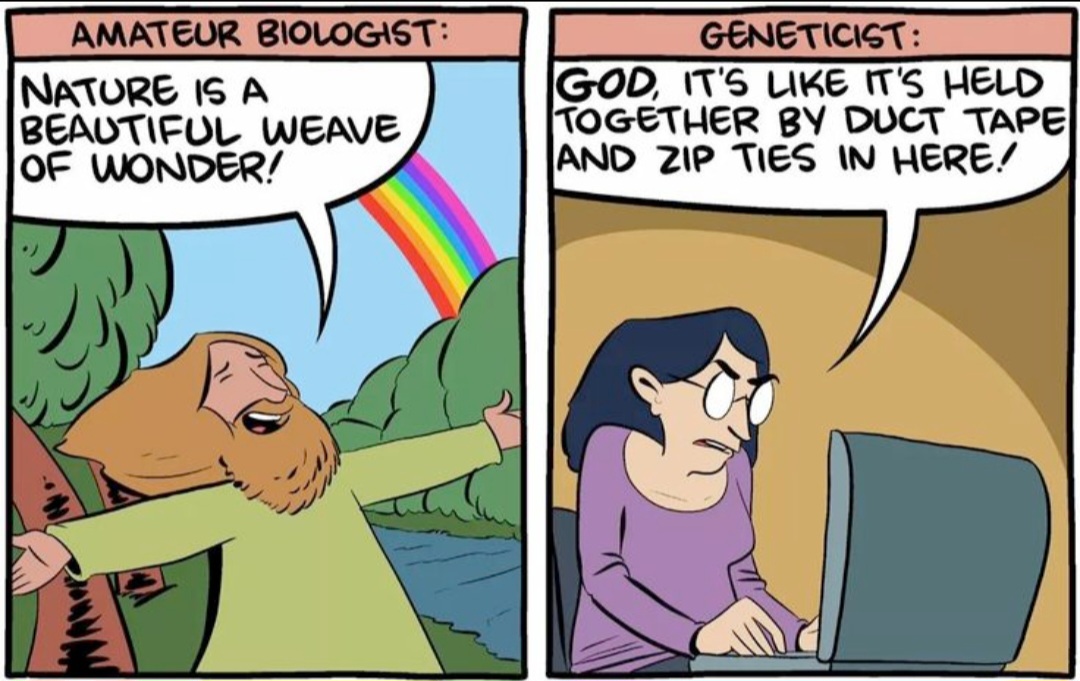 AMATEUR BIOLOGIST:
NATURE IS A
BEAUTIFUL WEAVE
OF WONDER!
GENETICIST:
GOD, IT'S LIKE IT'S HELD
TOGETHER BY DUCT TAPE
AND ZIP TIES IN HERE!